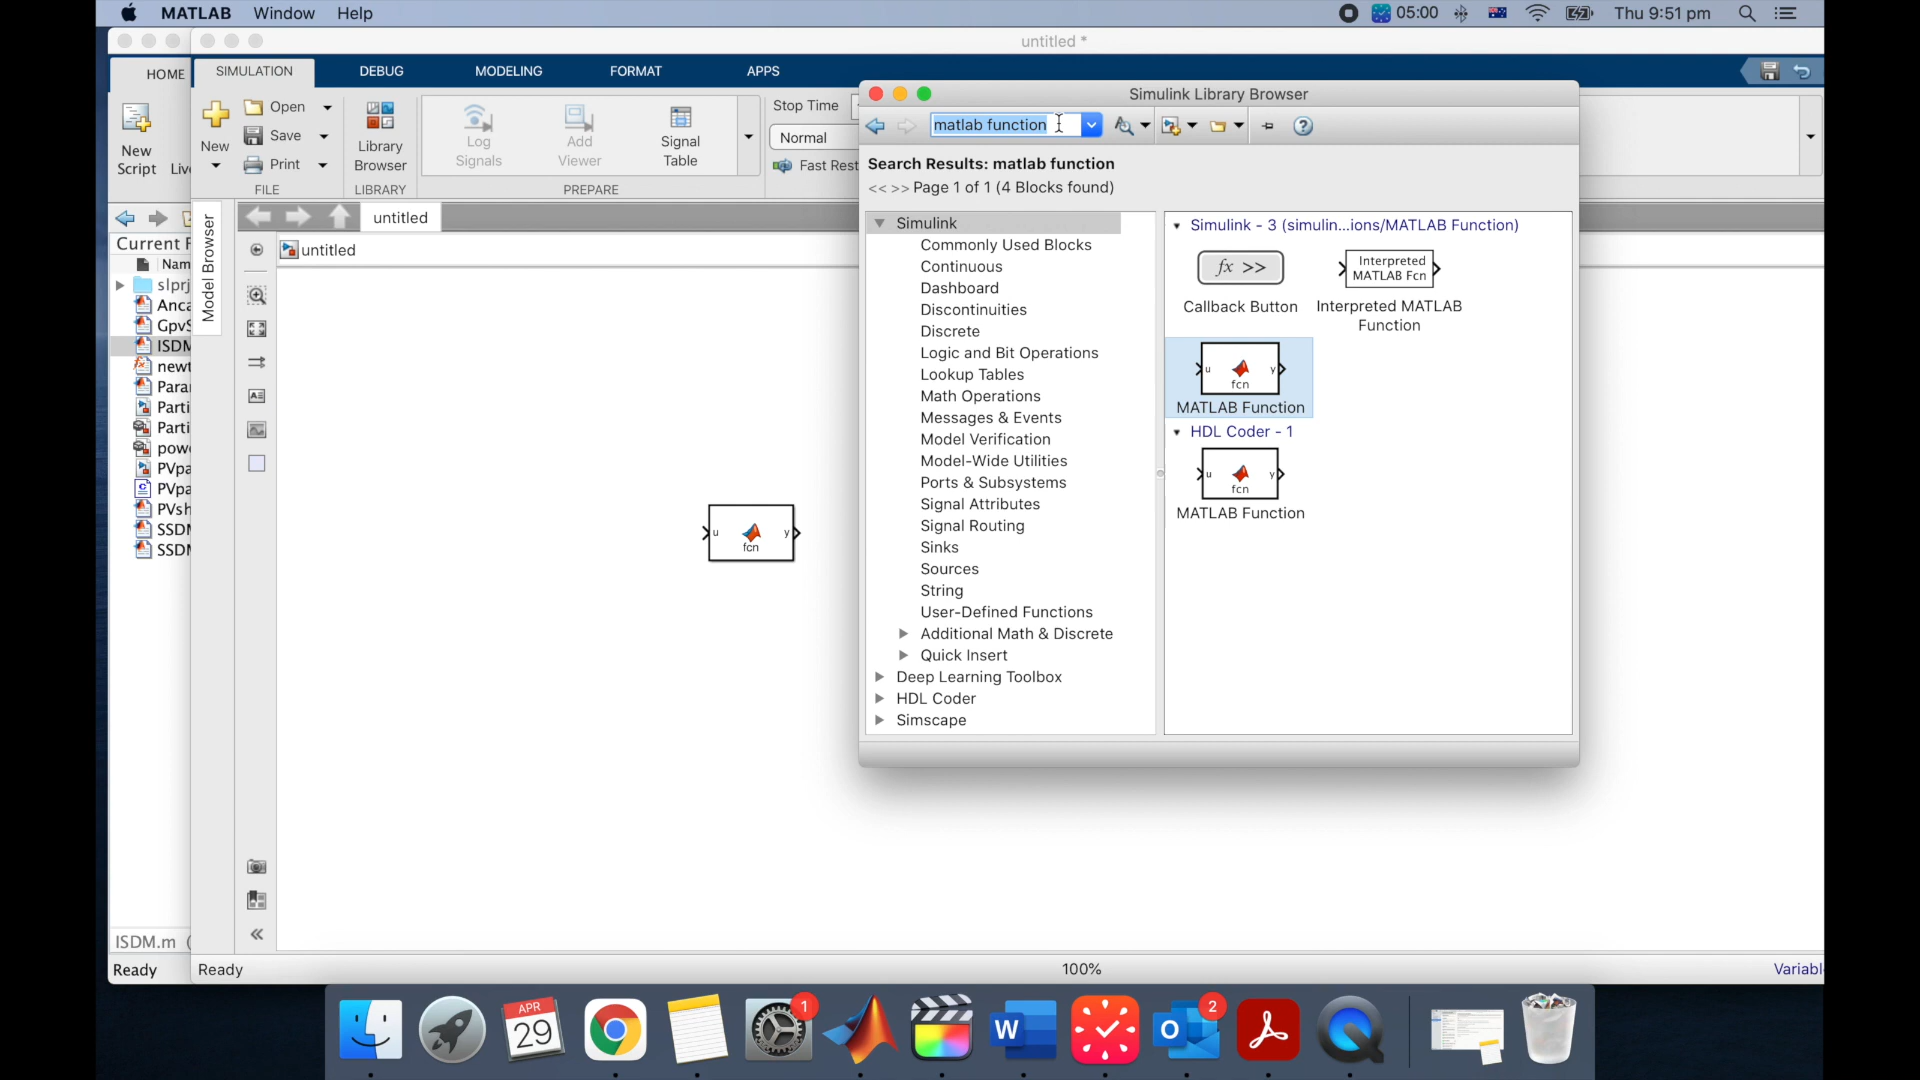 MATLAB Window Help
05:00 Thu 9:51 pm
untitled *
HOME SIMULATION DEBUG MODELING FORMAT APPS
New Script
New
Open
Save
Print
FILE
Library Browser
LIBRARY
Log Signals
Add Viewer
Signal Table
PREPARE
Stop Time
Normal
Fast Rest
Simulink Library Browser
matlab function
Search Results: matlab function
<< >> Page 1 of 1 (4 Blocks found)
Simulink
Commonly Used Blocks
Continuous
Dashboard
Discontinuities
Discrete
Logic and Bit Operations
Lookup Tables
Math Operations
Messages & Events
Model Verification
Model-Wide Utilities
Ports & Subsystems
Signal Attributes
Signal Routing
Sinks
Sources
String
User-Defined Functions
Additional Math & Discrete
Quick Insert
Deep Learning Toolbox
HDL Coder
Simscape
Simulink - 3 (simulin...ions/MATLAB Function)
fx >>
Callback Button
Interpreted MATLAB Fcn
Interpreted MATLAB Function
u y
fcn
MATLAB Function
HDL Coder - 1
u y
fcn
MATLAB Function
Current F
Nam
slprj
Anca
GpvS
ISDM
newt
Parar
Parti
Parti
powe
PVpa
PVpa
PVsh
SSDM
SSDM
ISDM.m (
Ready
Model Browser
untitled
untitled
u y
fcn
Ready
100%
Variabl
APR
29
1
W
O
2